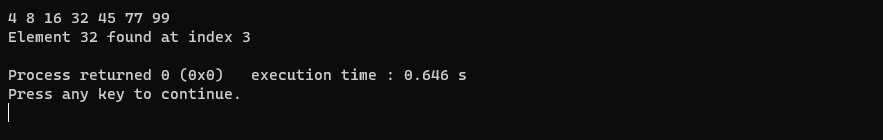 4 8 16 32 45 77 99
Element 32 found at index 3
Process returned 0 (0x0)   execution time : 0.646 s
Press any key to continue.